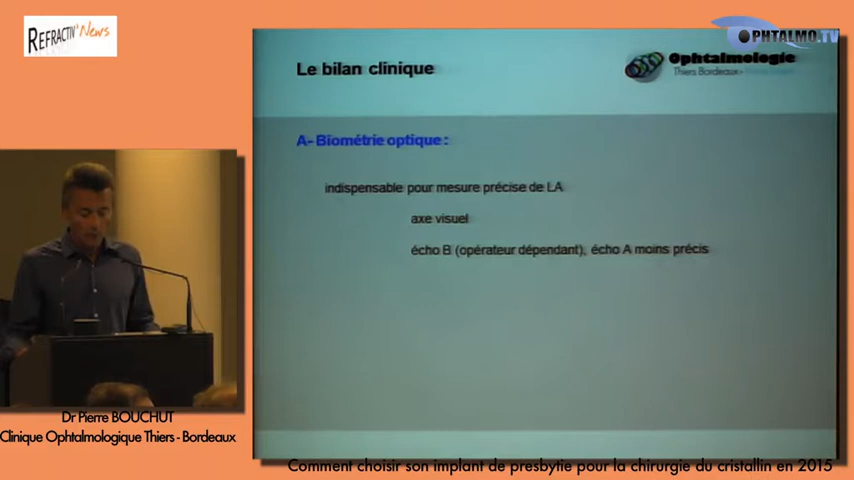 REFRACTIV' News
OPHTALMO.TV
Le bilan clinique
Ophtalmologie
Thiers Bordeaux
A- Biométrie optique :
indispensable pour mesure précise de LA
axe visuel
écho B (opérateur dépendant), écho A moins précis
Dr Pierre BOUCHUT
Clinique Ophtalmologique Thiers - Bordeaux
Comment choisir son implant de presbytie pour la chirurgie du cristallin en 2015